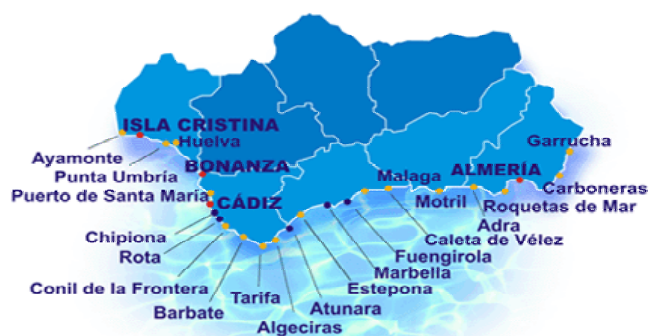 ISLA CRISTINA
Huelva
Ayamonte
Punta Umbría
BONANZA
Puerto de Santa María
CÁDIZ
Chipiona
Rota
Conil de la Frontera
Barbate
Tarifa
Algeciras
Atunara
Estepona
Marbella
Fuengirola
Caleta de Vélez
Malaga
Motril
Adra
Roquetas de Mar
ALMERÍA
Carboneras
Garrucha